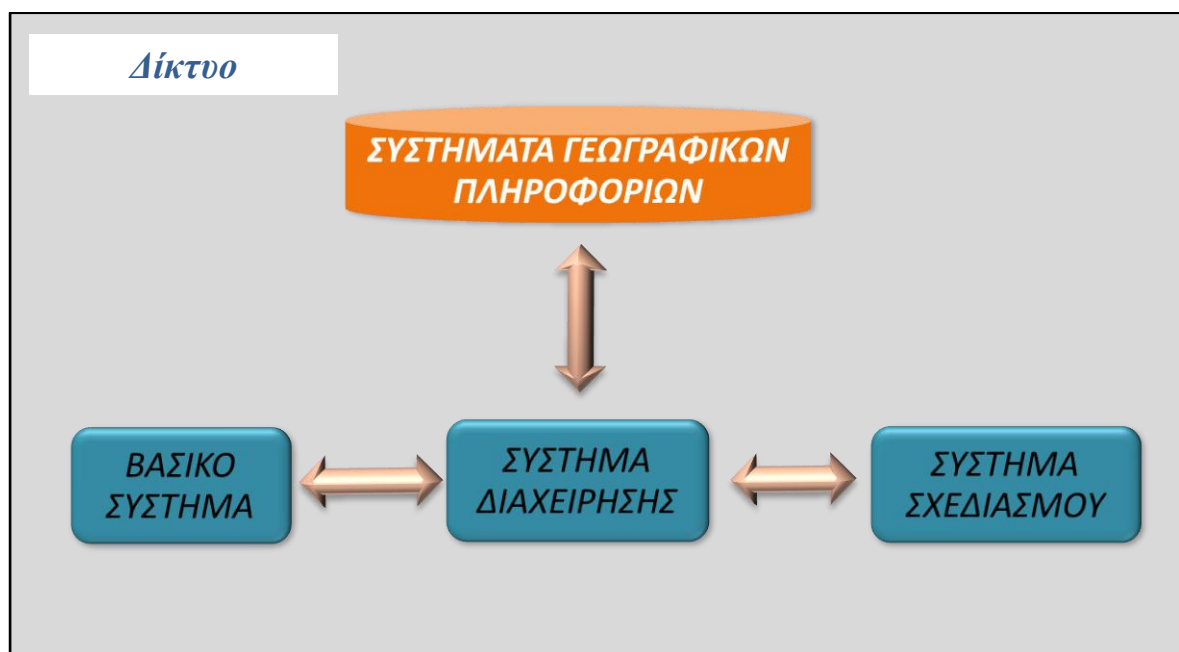 Δίκτυο
ΣΥΣΤΗΜΑΤΑ ΓΕΩΓΡΑΦΙΚΩΝ
ΠΛΗΡΟΦΟΡΙΩΝ
ΒΑΣΙΚΟ
ΣΥΣΤΗΜΑ
ΣΥΣΤΗΜΑ
ΔΙΑΧΕΙΡΗΣΗΣ
ΣΥΣΤΗΜΑ
ΣΧΕΔΙΑΣΜΟΥ